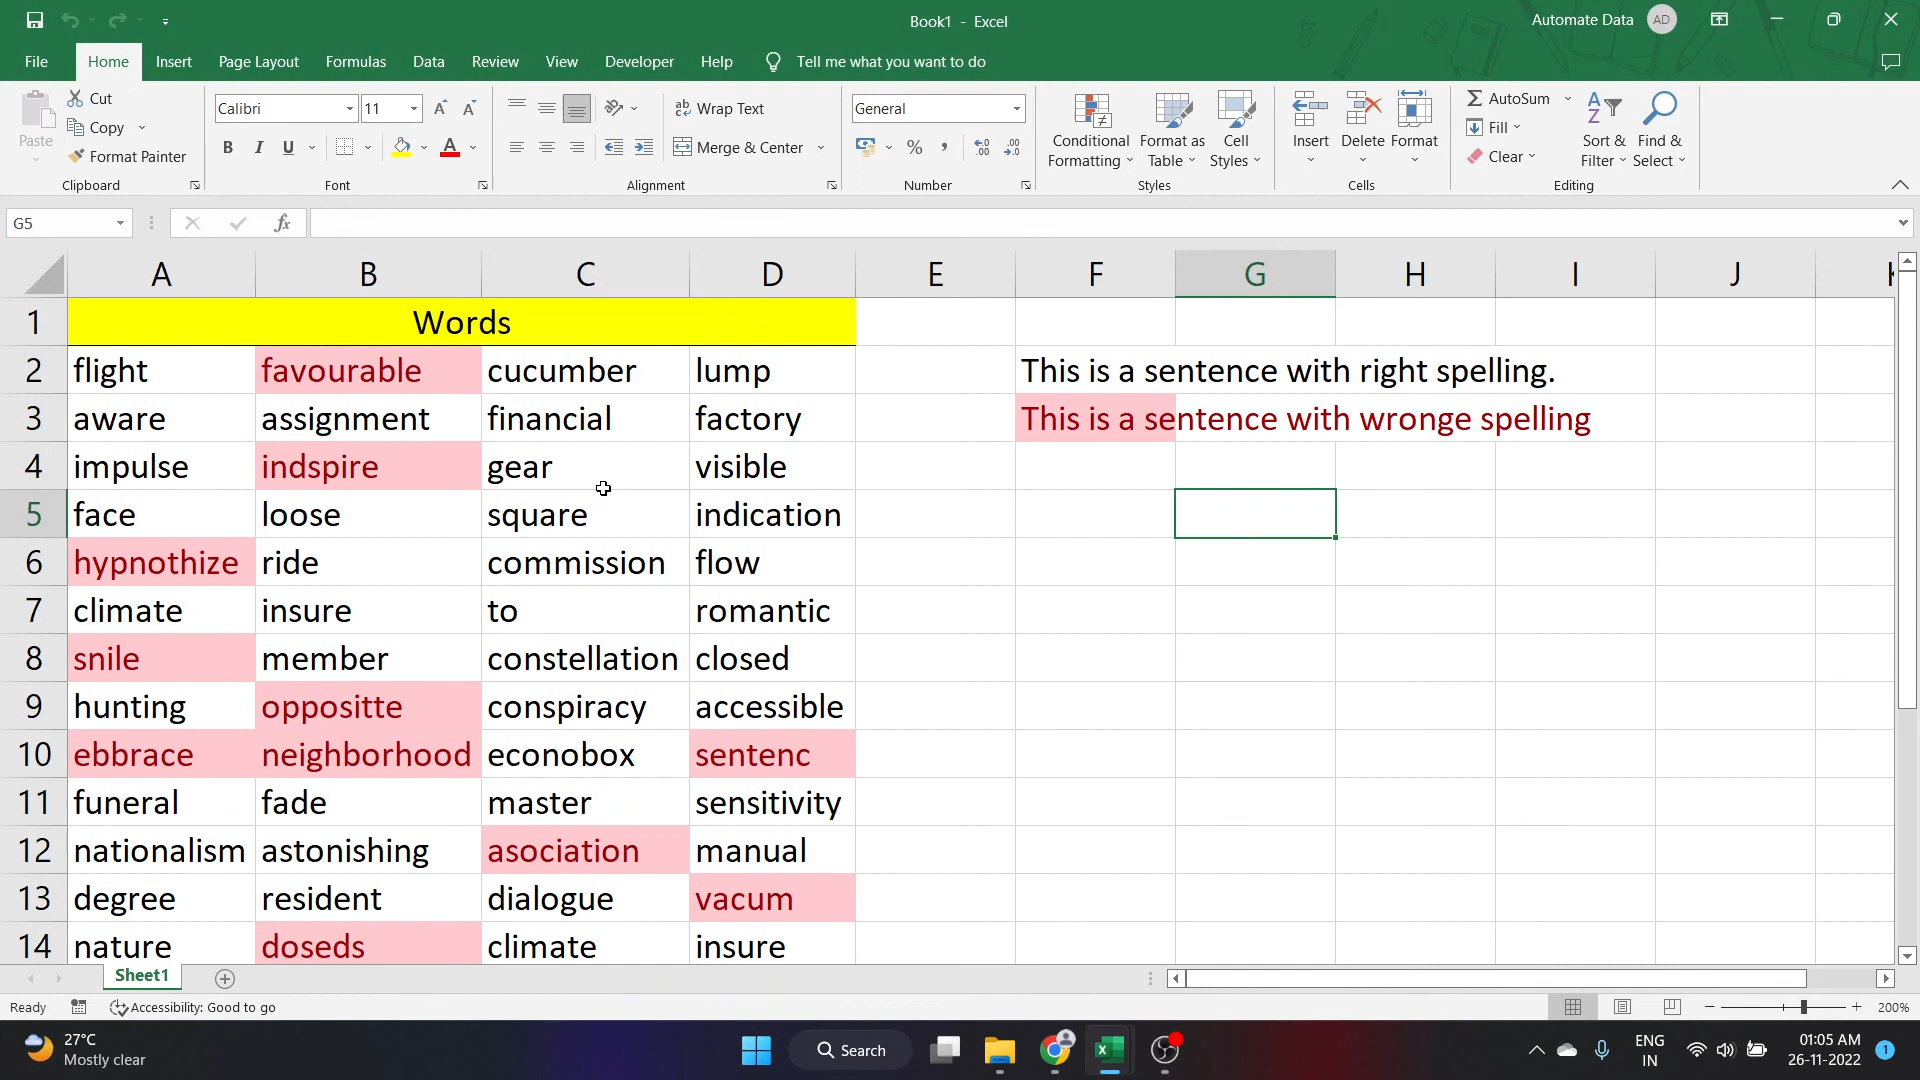 Book1 - Excel
Automate Data AD
File Home Insert Page Layout Formulas Data Review View Developer Help Tell me what you want to do
Paste
Cut
Copy
Format Painter
Clipboard
Calibri 11
B I U A
Font
Wrap Text
Merge & Center
Alignment
General
% ,
Number
Conditional Formatting
Format as Table
Cell Styles
Styles
Insert Delete Format
Cells
AutoSum
Fill
Clear
Sort & Filter
Find & Select
Editing
G5 fx
A B C D E F G H I J
1 Words
2 flight favourable cucumber lump This is a sentence with right spelling.
3 aware assignment financial factory This is a sentence with wronge spelling
4 impulse indspire gear visible
5 face loose square indication
6 hypnothize ride commission flow
7 climate insure to romantic
8 snile member constellation closed
9 hunting oppositte conspiracy accessible
10 ebbrace neighborhood econobox sentenc
11 funeral fade master sensitivity
12 nationalism astonishing asociation manual
13 degree resident dialogue vacum
14 nature doseds climate insure
Sheet1
Ready Accessibility: Good to go 200%
27°C
Mostly clear
Search
ENG
IN
01:05 AM
26-11-2022
1